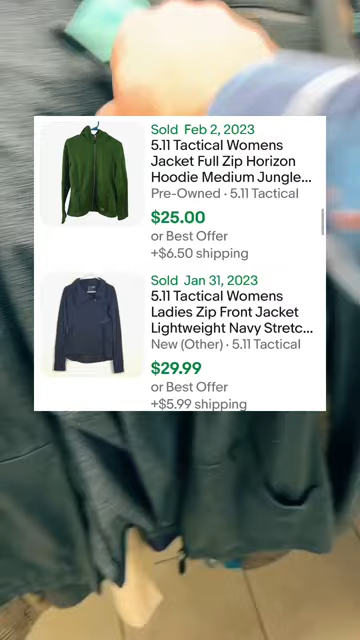 Sold Feb 2, 2023
5.11 Tactical Womens
Jacket Full Zip Horizon
Hoodie Medium Jungle...
Pre-Owned · 5.11 Tactical
$25.00
or Best Offer
+$6.50 shipping
Sold Jan 31, 2023
5.11 Tactical Womens
Ladies Zip Front Jacket
Lightweight Navy Stretc...
New (Other) · 5.11 Tactical
$29.99
or Best Offer
+$5.99 shipping